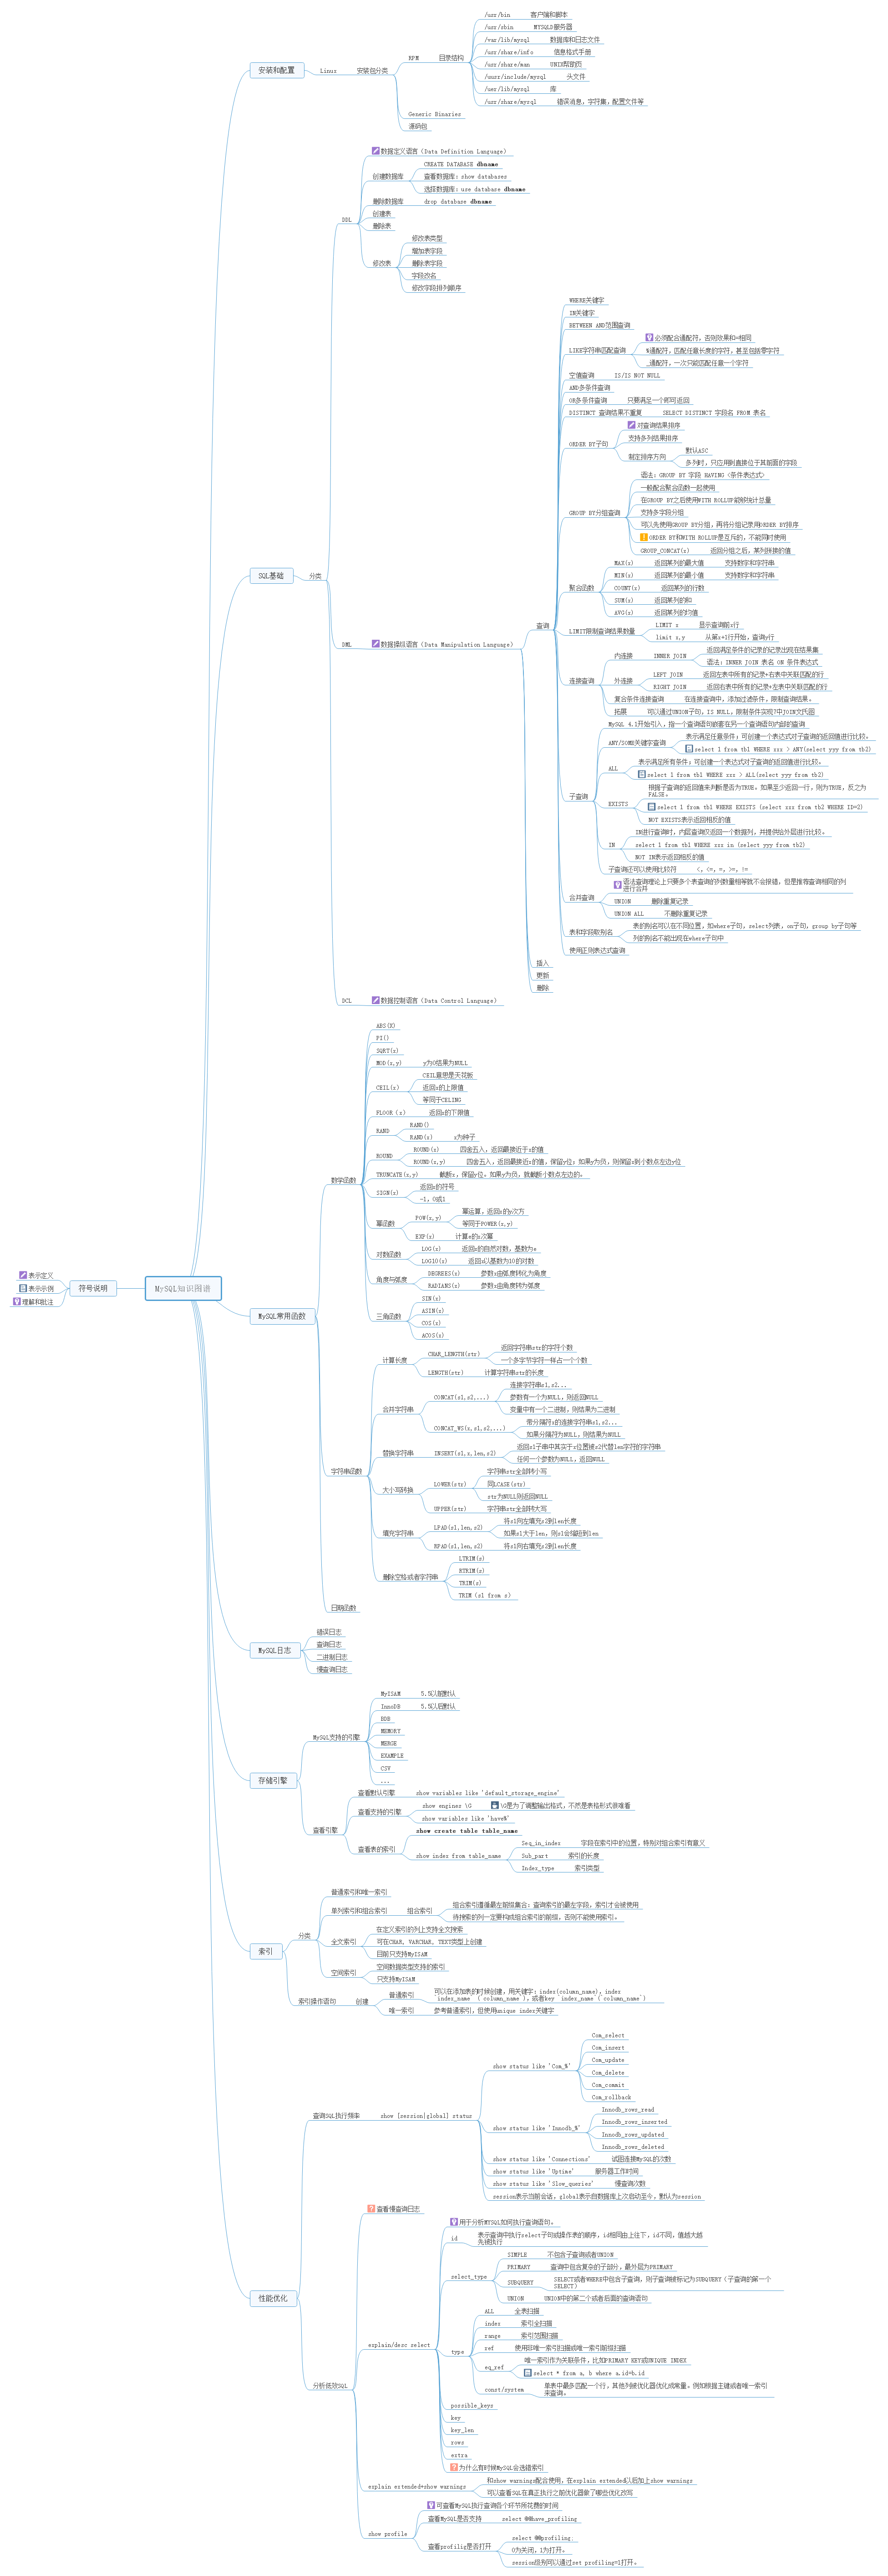 MySQL知识图谱
符号说明
表示定义
表示示例
理解和批注
安装和配置
Linux
安装包分类
RPM
目录结构
/usr/bin 客户端和脚本
/usr/sbin MYSQLD服务器
/var/lib/mysql 数据库和日志文件
/usr/share/info 信息格式手册
/usr/share/man UNIX帮助页
/usr/include/mysql 头文件
/usr/lib/mysql 库
/usr/share/mysql 错误消息，字符集，配置文件等
Generic Binaries
源码包
SQL基础
分类
DDL
数据定义语言（Data Definition Language）
创建数据库
CREATE DATABASE dbname
查看数据库：show databases
选择数据库：use database dbname
删除数据库 drop database dbname
创建表
删除表
修改表
修改表类型
增加表字段
删除表字段
字段改名
修改字段排列顺序
DML
数据操纵语言（Data Manipulation Language）
查询
WHERE关键字
IN关键字
BETWEEN AND范围查询
LIKE字符串匹配查询
必须配合通配符，否则效果和=相同
%通配符，匹配任意长度的字符，甚至包括零字符
_通配符，一次只能匹配任意一个字符
空值查询 IS/IS NOT NULL
AND多条件查询
OR多条件查询 只要满足一个即可返回
DISTINCT 查询结果不重复 SELECT DISTINCT 字段名 FROM 表名
ORDER BY子句
对查询结果排序
支持多列结果排序
制定排序方向
默认ASC
多列时，只应用到直接位于其前面的字段
GROUP BY分组查询
语法：GROUP BY 字段 HAVING <条件表达式>
一般配合聚合函数一起使用
在GROUP BY之后使用WITH ROLLUP能够统计总量
支持多字段分组
可以先使用GROUP BY分组，再将分组记录用ORDER BY排序
ORDER BY和WITH ROLLUP是互斥的，不能同时使用
GROUP_CONCAT(x) 返回分组之后，某列拼接的值
聚合函数
MAX(x) 返回某列的最大值 支持数字和字符串
MIN(x) 返回某列的最小值 支持数字和字符串
COUNT(x) 返回某列的行数
SUM(x) 返回某列的和
AVG(x) 返回某列的均值
LIMIT限制查询结果数量
LIMIT x 显示查询前x行
limit x,y 从第x+1行开始，查询y行
连接查询
内连接 INNER JOIN
返回满足条件的记录的记录出现在结果集
语法：INNER JOIN 表名 ON 条件表达式
外连接
LEFT JOIN 返回左表中所有的记录+右表中关联匹配的行
RIGHT JOIN 返回右表中所有的记录+左表中关联匹配的行
复合条件连接查询 在连接查询中，添加过滤条件，限制查询结果。
拓展 可以通过UNION子句，IS NULL，限制条件实现7中JOIN文氏图
子查询
MySQL 4.1开始引入，指一个查询语句嵌套在另一个查询语句内部的查询
ANY/SOME关键字查询
表示满足任意条件；可创建一个表达式对子查询的返回值进行比较。
select 1 from tb1 WHERE xxx > ANY(select yyy from tb2)
ALL
表示满足所有条件；可创建一个表达式对子查询的返回值进行比较。
select 1 from tb1 WHERE xxx > ALL(select yyy from tb2)
EXISTS
根据子查询的返回值来判断是否为TRUE。如果至少返回一行，则为TRUE，反之为
FALSE。
select 1 from tb1 WHERE EXISTS (select xxx from tb2 WHERE ID=2)
NOT EXISTS表示返回相反的值
IN
IN进行查询时，内层查询仅返回一个数据列，并提供给外层进行比较。
select 1 from tb1 WHERE xxx in (select yyy from tb2)
NOT IN表示返回相反的值
子查询还可以使用比较符 <, <=, =, >=, !=
合并查询
语法查询理论上只要多个表查询的列数量相等就不会报错，但是推荐查询相同的列
进行合并
UNION 删除重复记录
UNION ALL 不删除重复记录
表和字段取别名
表的别名可以在不同位置，如where子句，select列表，on子句，group by子句等
列的别名不能出现在where子句中
使用正则表达式查询
插入
更新
删除
DCL
数据控制语言（Data Control Language）
MySQL常用函数
数学函数
ABS(X)
PI()
SQRT(x)
MOD(x,y) y为0结果为NULL
CEIL(x)
CEIL意思是天花板
返回x的上限值
等同于CELING
FLOOR（x） 返回x的下限值
RAND
RAND()
RAND(x) x为种子
ROUND
ROUND(x) 四舍五入，返回最接近于x的值
ROUND(x,y) 四舍五入，返回最接近x的值，保留y位；如果y为负，则保留x到小数点左边y位
TRUNCATE(x,y) 截断x，保留y位。如果y为负，就截断小数点左边的。
SIGN(x)
返回x的符号
-1，0或1
幂函数
POW(x,y)
幂运算，返回x的y次方
等同于POWER(x,y)
EXP(x) 计算e的x次幂
对数函数
LOG(x) 返回x的自然对数，基数为e
LOG10(x) 返回x以基数为10的对数
角度与弧度
DEGREES(x) 参数x由弧度转化为角度
RADIANS(x) 参数x由角度转为弧度
三角函数
SIN(x)
ASIN(x)
COS(x)
ACOS(x)
字符串函数
计算长度
CHAR_LENGTH(str)
返回字符串str的字符个数
一个多字节字符一样占一个个数
LENGTH(str) 计算字符串str的长度
合并字符串
CONCAT(s1,s2,...)
连接字符串s1,s2...
参数有一个为NULL，则返回NULL
变量中有一个二进制，则结果为二进制
CONCAT_WS(x,s1,s2,...)
带分隔符x的连接字符串s1,s2...
如果分隔符为NULL，则结果为NULL
替换字符串 INSERT(s1,x,len,s2)
返回s1子串中其实于x位置被s2代替len字符的字符串
任何一个参数为NULL，返回NULL
大小写转换
LOWER(str)
字符串str全部转小写
同LCASE(str)
str为NULL则返回NULL
UPPER(str) 字符串str全部转大写
填充字符串
LPAD(s1,len,s2)
将s1向左填充s2到len长度
如果s1大于len，则s1会缩短到len
RPAD(s1,len,s2) 将s1向右填充s2到len长度
删除空格或者字符串
LTRIM(s)
RTRIM(s)
TRIM(s)
TRIM（s1 from s）
日期函数
MySQL日志
错误日志
查询日志
二进制日志
慢查询日志
存储引擎
MySQL支持的引擎
MyISAM 5.5以前默认
InnoDB 5.5以后默认
BDB
MEMORY
MERGE
EXAMPLE
CSV
...
查看引擎
查看默认引擎 show variables like 'default_storage_engine'
查看支持的引擎
show engines \G \G是为了调整输出格式，不然是表格形式很难看
show variables like 'have%'
查看表的索引
show create table table_name
show index from table_name
Seq_in_index 字段在索引中的位置，特别对组合索引有意义
Sub_part 索引的长度
Index_type 索引类型
索引
分类
普通索引和唯一索引
单列索引和组合索引 组合索引
组合索引遵循最左前缀集合：查询索引的最左字段，索引才会被使用
待搜索的列一定要构成组合索引的前缀，否则不能使用索引。
全文索引
在定义索引的列上支持全文搜索
可在CHAR, VARCHAR, TEXT类型上创建
目前只支持MyISAM
空间索引
空间数据类型支持的索引
只支持MyISAM
索引操作语句 创建
普通索引
可以在添加表的时候创建，用关键字：index(column_name), index
`index_name` (`column_name`)，或者key `index_name`(`column_name`)
唯一索引 参考普通索引，但使用unique index关键字
性能优化
查询SQL执行频率 show [session|global] status
show status like 'Com_%'
Com_select
Com_insert
Com_update
Com_delete
Com_commit
Com_rollback
show status like 'Innodb_%'
Innodb_rows_read
Innodb_rows_inserted
Innodb_rows_updated
Innodb_rows_deleted
show status like 'Connections' 试图连接MySQL的次数
show status like 'Uptime' 服务器工作时间
show status like 'Slow_queries' 慢查询次数
session表示当前会话，global表示自数据库上次启动至今，默认为session
分析低效SQL
查看慢查询日志
explain/desc select
用于分析MYSQL如何执行查询语句。
id
表示查询中执行select子句或操作表的顺序，id相同由上往下，id不同，值越大越
先被执行
select_type
SIMPLE 不包含子查询或者UNION
PRIMARY 查询中包含复杂的子部分，最外层为PRIMARY
SUBQUERY
SELECT或者WHERE中包含子查询，则子查询被标记为SUBQUERY（子查询的第一个
SELECT）
UNION UNION中的第二个或者后面的查询语句
type
ALL 全表扫描
index 索引全扫描
range 索引范围扫描
ref 使用非唯一索引扫描或唯一索引前缀扫描
eq_ref
唯一索引作为关联条件，比如PRIMARY KEY或UNIQUE INDEX
select * from a, b where a.id=b.id
const/system
单表中最多匹配一个行，其他列被优化器优化成常量。例如根据主键或者唯一索引
来查询。
possible_keys
key
key_len
rows
extra
为什么有时候MySQL会选错索引
explain extended+show warnings
和show warnings配合使用，在explain extended以后加上show warnings
可以查看SQL在真正执行之前优化器做了哪些优化改写
show profile
可查看MySQL执行查询各个环节所花费的时间
查看MySQL是否支持 select @@have_profiling
查看profilig是否打开
select @@profiling;
0为关闭，1为打开。
session级别可以通过set profiling=1打开。